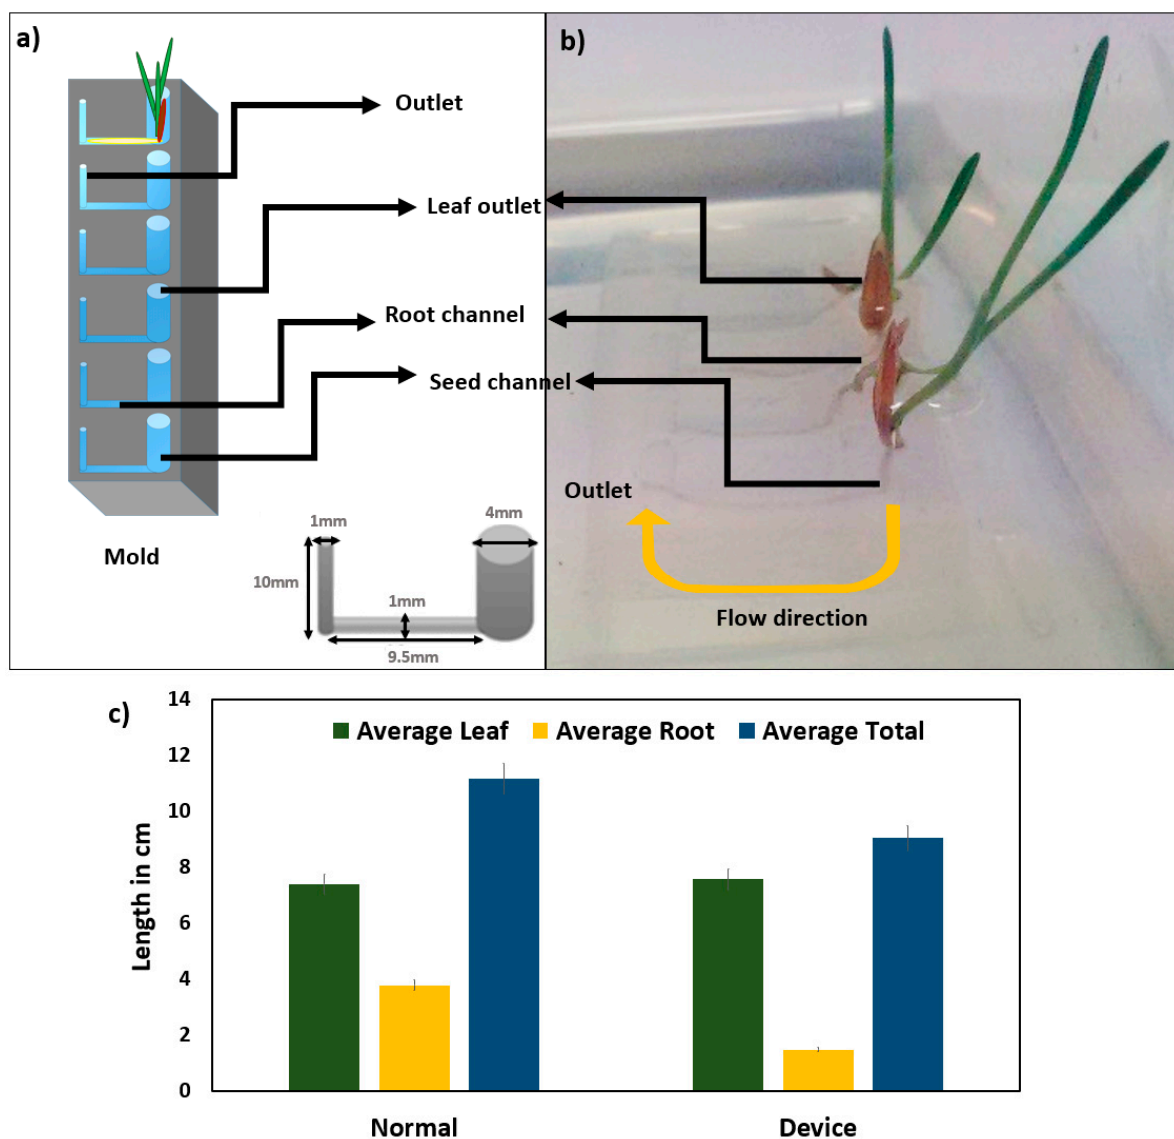 a)
Outlet
Leaf outlet
Root channel
Seed channel
Mold
1mm
4mm
10mm
1mm
9.5mm
b)
Outlet
Flow direction
c)
Average Leaf Average Root Average Total
Length in cm
14
12
10
8
6
4
2
0
Normal Device